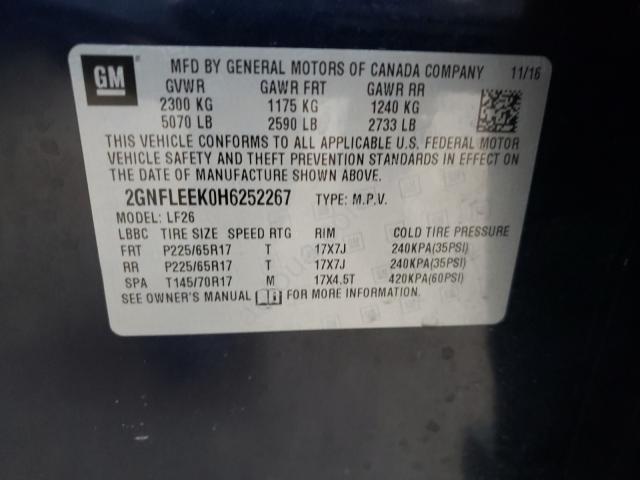 GM
MFD BY GENERAL MOTORS OF CANADA COMPANY 11/16
GVWR GAWR FRT GAWR RR
2300 KG 1175 KG 1240 KG
5070 LB 2590 LB 2733 LB
THIS VEHICLE CONFORMS TO ALL APPLICABLE U.S. FEDERAL MOTOR
VEHICLE SAFETY AND THEFT PREVENTION STANDARDS IN EFFECT ON
THE DATE OF MANUFACTURE SHOWN ABOVE.
2GNFLEEK0H6252267 TYPE: M.P.V.
MODEL: LF26
LBBC TIRE SIZE SPEED RTG RIM COLD TIRE PRESSURE
FRT P225/65R17 T 17X7J 240KPA(35PSI)
RR P225/65R17 T 17X7J 240KPA(35PSI)
SPA T145/70R17 M 17X4.5T 420KPA(60PSI)
SEE OWNER'S MANUAL FOR MORE INFORMATION.